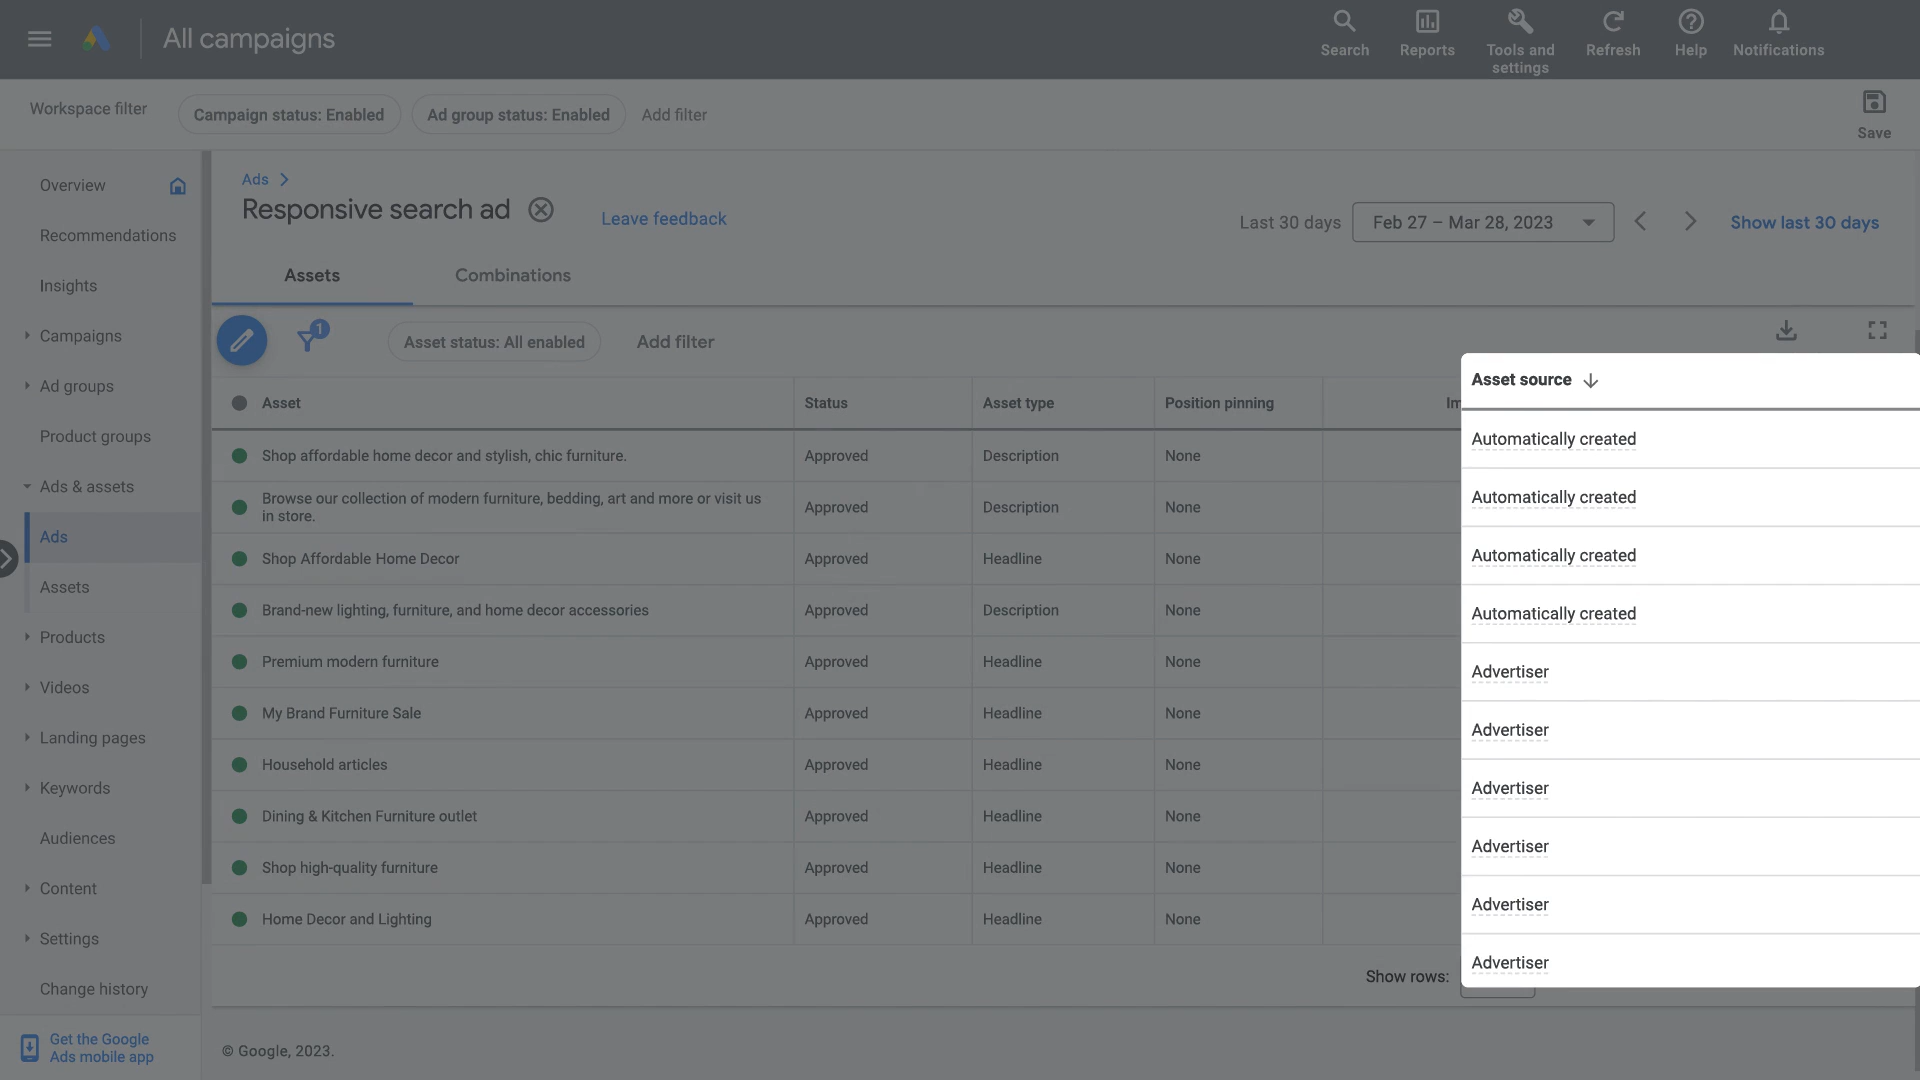 All campaigns
Search
Reports
Tools and
settings
Refresh
Help
Notifications
Workspace filter
Campaign status: Enabled
Ad group status: Enabled
Add filter
Save
Overview
Recommendations
Insights
Campaigns
Ad groups
Product groups
Ads & assets
Ads
Assets
Products
Videos
Landing pages
Keywords
Audiences
Content
Settings
Change history
Get the Google
Ads mobile app
Ads
Responsive search ad
Leave feedback
Last 30 days
Feb 27 – Mar 28, 2023
Show last 30 days
Assets
Combinations
1
Asset status: All enabled
Add filter
Asset Status Asset type Position pinning
Shop affordable home decor and stylish, chic furniture. Approved Description None
Browse our collection of modern furniture, bedding, art and more or visit us
in store. Approved Description None
Shop Affordable Home Decor Approved Headline None
Brand-new lighting, furniture, and home decor accessories Approved Description None
Premium modern furniture Approved Headline None
My Brand Furniture Sale Approved Headline None
Household articles Approved Headline None
Dining & Kitchen Furniture outlet Approved Headline None
Shop high-quality furniture Approved Headline None
Home Decor and Lighting Approved Headline None
Asset source
Automatically created
Automatically created
Automatically created
Automatically created
Advertiser
Advertiser
Advertiser
Advertiser
Advertiser
Advertiser
Show rows:
© Google, 2023.